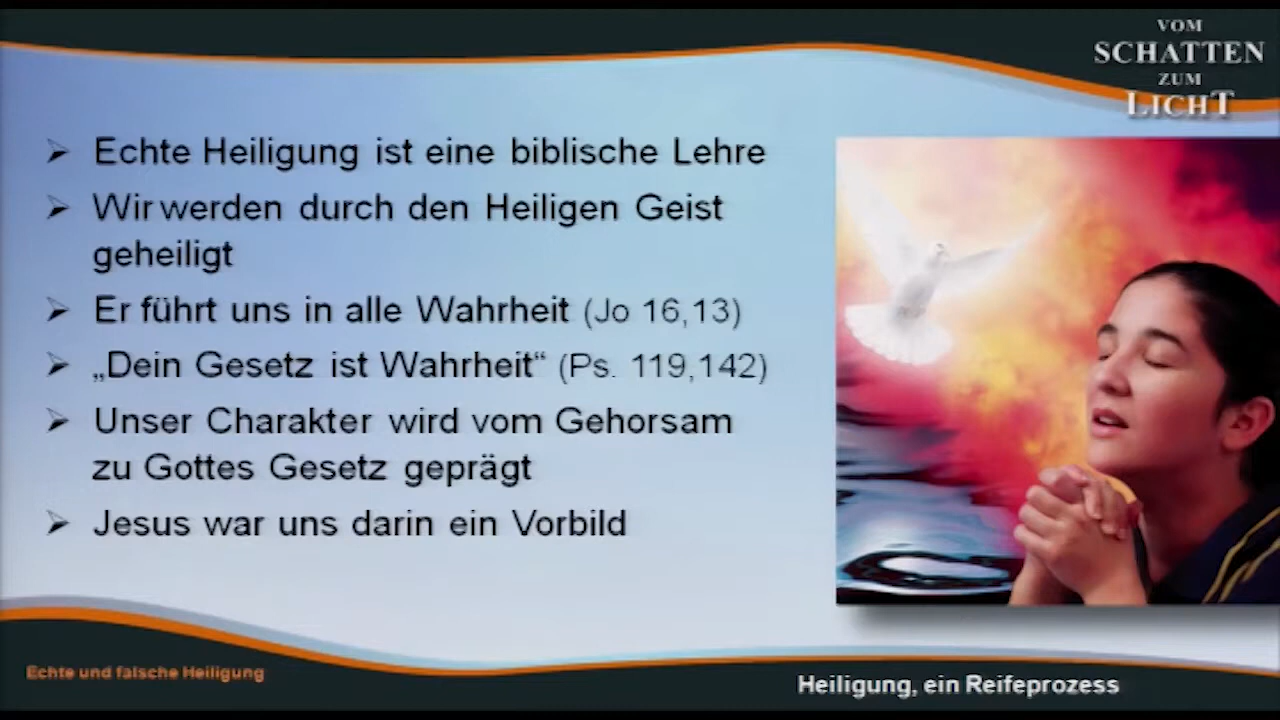 VOM
SCHATTEN
ZUM
LICHT
Echte Heiligung ist eine biblische Lehre
Wir werden durch den Heiligen Geist
geheiligt
Er führt uns in alle Wahrheit (Jo 16,13)
„Dein Gesetz ist Wahrheit“ (Ps. 119,142)
Unser Charakter wird vom Gehorsam
zu Gottes Gesetz geprägt
Jesus war uns darin ein Vorbild
Echte und falsche Heiligung
Heiligung, ein Reifeprozess